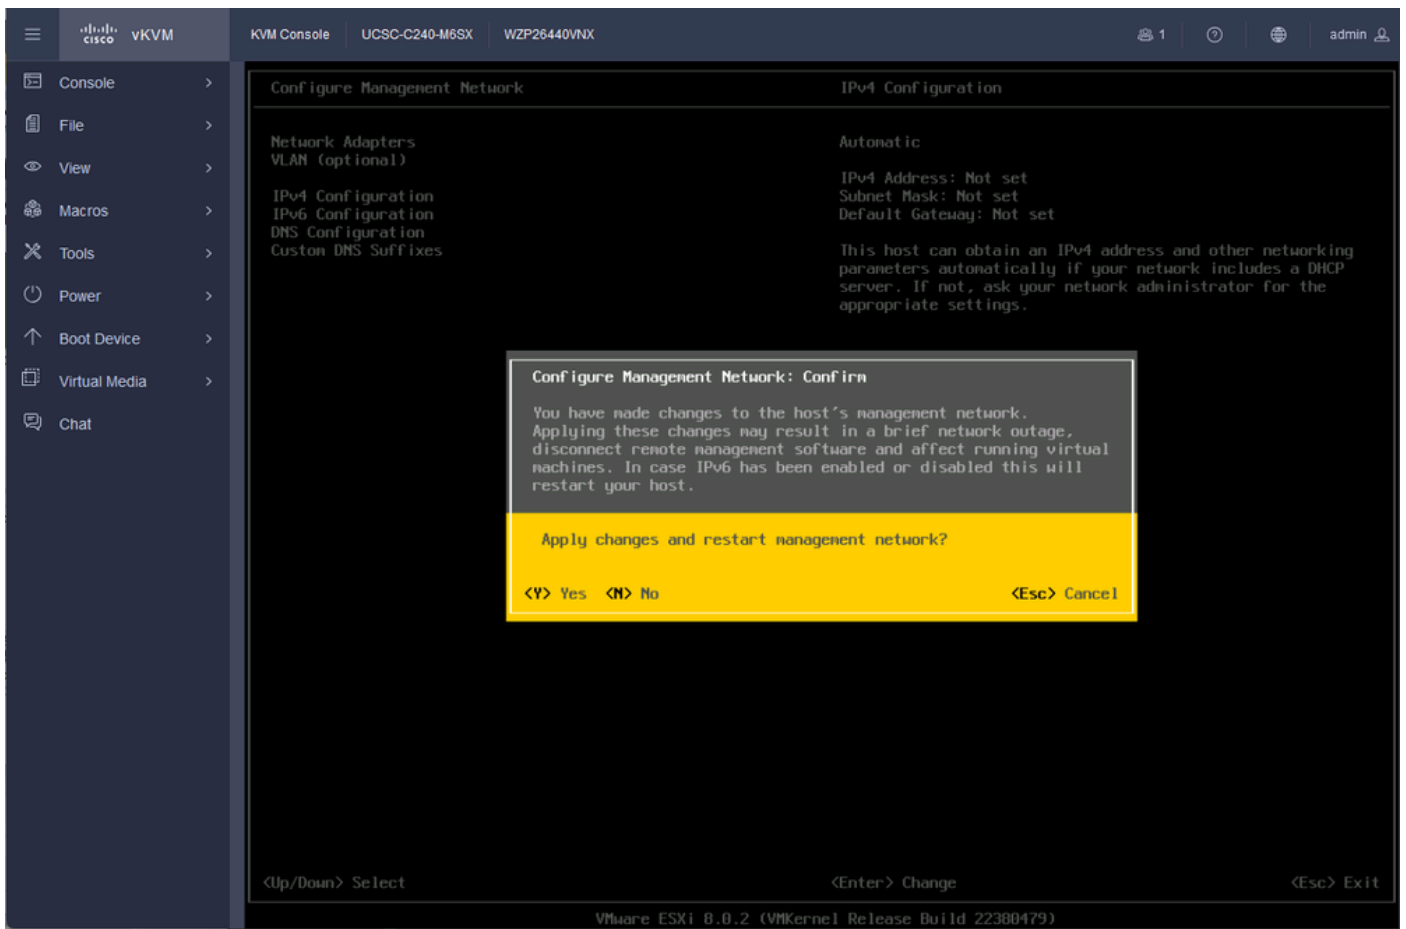 cisco vKVM
KVM Console UCSC-C240-M6SX WZP26440VNX
1
admin
Console
File
View
Macros
Tools
Power
Boot Device
Virtual Media
Chat
Configure Management Network
IPv4 Configuration
Network Adapters
VLAN (optional)
IPv4 Configuration
IPv6 Configuration
DNS Configuration
Custom DNS Suffixes
Automatic
IPv4 Address: Not set
Subnet Mask: Not set
Default Gateway: Not set
This host can obtain an IPv4 address and other networking
parameters automatically if your network includes a DHCP
server. If not, ask your network administrator for the
appropriate settings.
Configure Management Network: Confirm
You have made changes to the host's management network.
Applying these changes may result in a brief network outage,
disconnect remote management software and affect running virtual
machines. In case IPv6 has been enabled or disabled this will
restart your host.
Apply changes and restart management network?
<Y> Yes <N> No <Esc> Cancel
<Up/Down> Select <Enter> Change <Esc> Exit
VMware ESXi 8.0.2 (VMKernel Release Build 22380479)